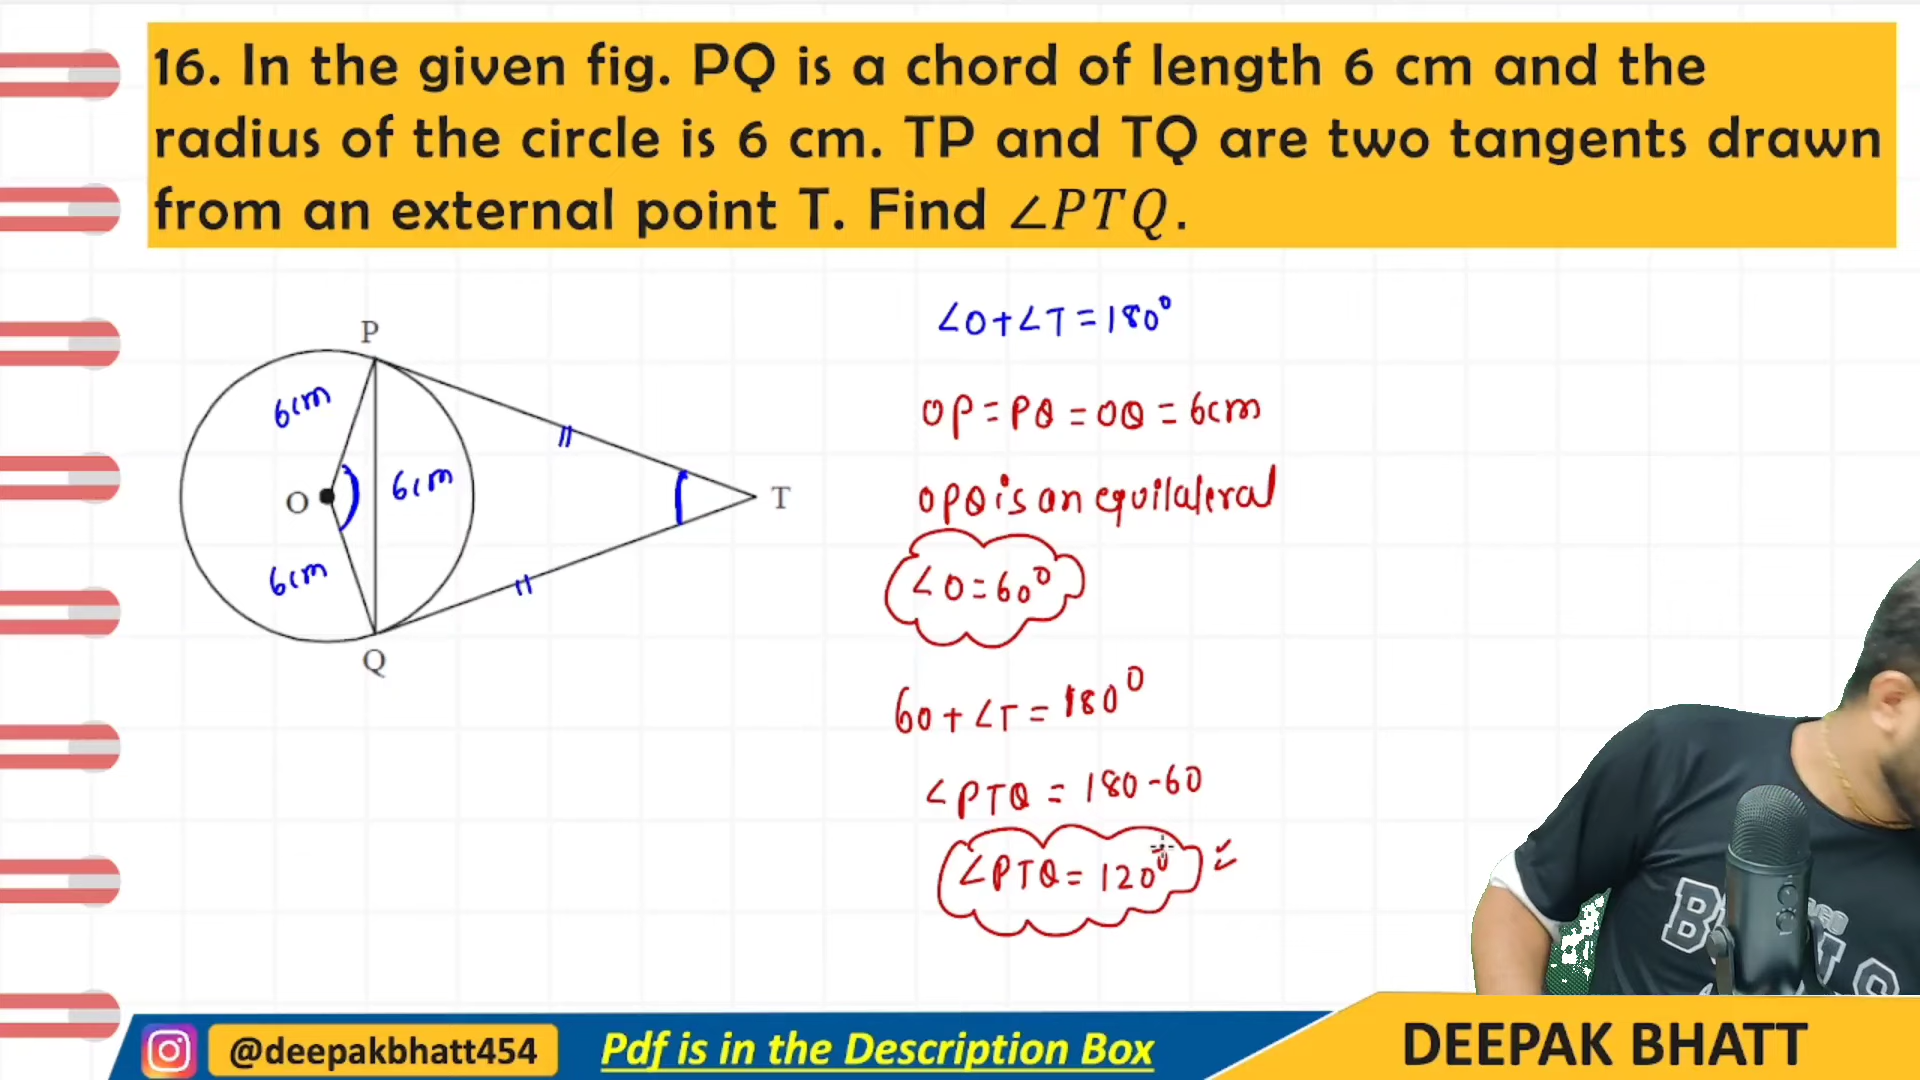 16. In the given fig. PQ is a chord of length 6 cm and the
radius of the circle is 6 cm. TP and TQ are two tangents drawn
from an external point T. Find ∠PTQ.
P
6cm
O
6cm
6cm
T
Q
∠O+∠T=180°
OP=PQ=OQ=6cm
OPQ is an equilateral
∠O=60°
60+∠T=180°
∠PTQ=180-60
∠PTQ=120°
@deepakbhatt454
Pdf is in the Description Box
DEEPAK BHATT